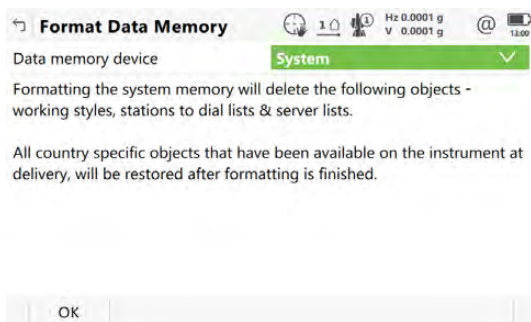 Format Data Memory
1
1
Hz 0.0001 g
V 0.0001 g
@
12:00
Data memory device
System
Formatting the system memory will delete the following objects -
working styles, stations to dial lists & server lists.
All country specific objects that have been available on the instrument at
delivery, will be restored after formatting is finished.
OK